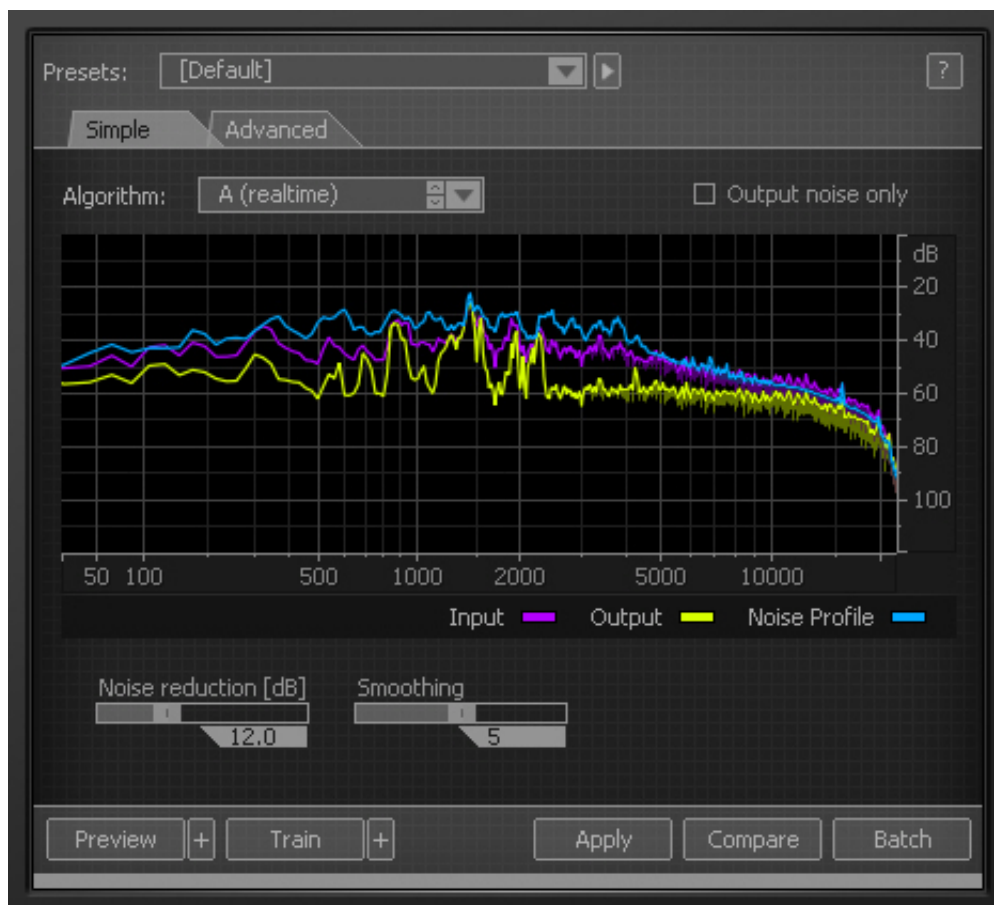 Presets: [Default] ?
Simple Advanced
Algorithm: A (realtime) Output noise only
dB
20
40
60
80
100
50 100 500 1000 2000 5000 10000
Input Output Noise Profile
Noise reduction [dB] Smoothing
12.0 5
Preview + Train + Apply Compare Batch